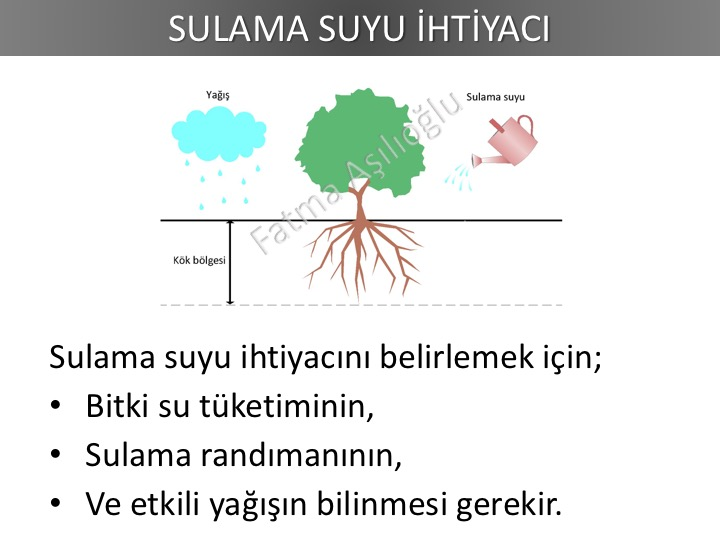 SULAMA SUYU İHTİYACI
Yağış
Sulama suyu
Fatma Aşılıoğlu
Kök bölgesi
Sulama suyu ihtiyacını belirlemek için;
• Bitki su tüketiminin,
• Sulama randımanının,
• Ve etkili yağışın bilinmesi gerekir.